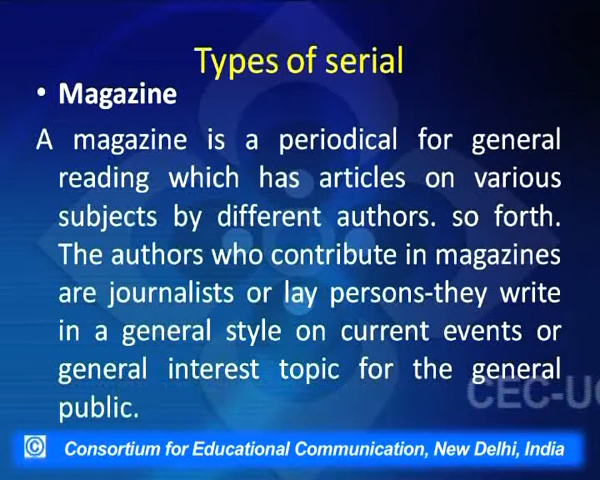 Types of serial
• Magazine
A magazine is a periodical for general
reading which has articles on various
subjects by different authors. so forth.
The authors who contribute in magazines
are journalists or lay persons-they write
in a general style on current events or
general interest topic for the general
public.
CEC-UG
© Consortium for Educational Communication, New Delhi, India